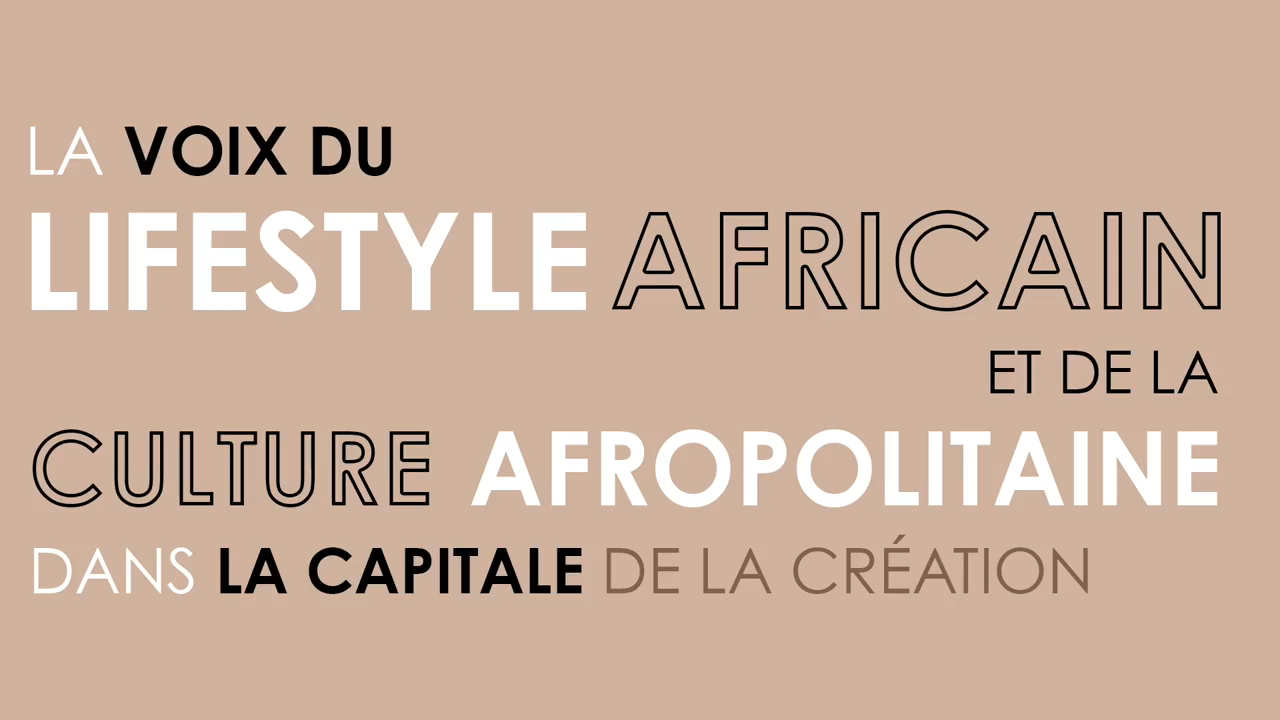 LA VOIX DU
LIFESTYLE AFRICAIN
ET DE LA
CULTURE AFROPOLITAINE
DANS LA CAPITALE DE LA CRÉATION